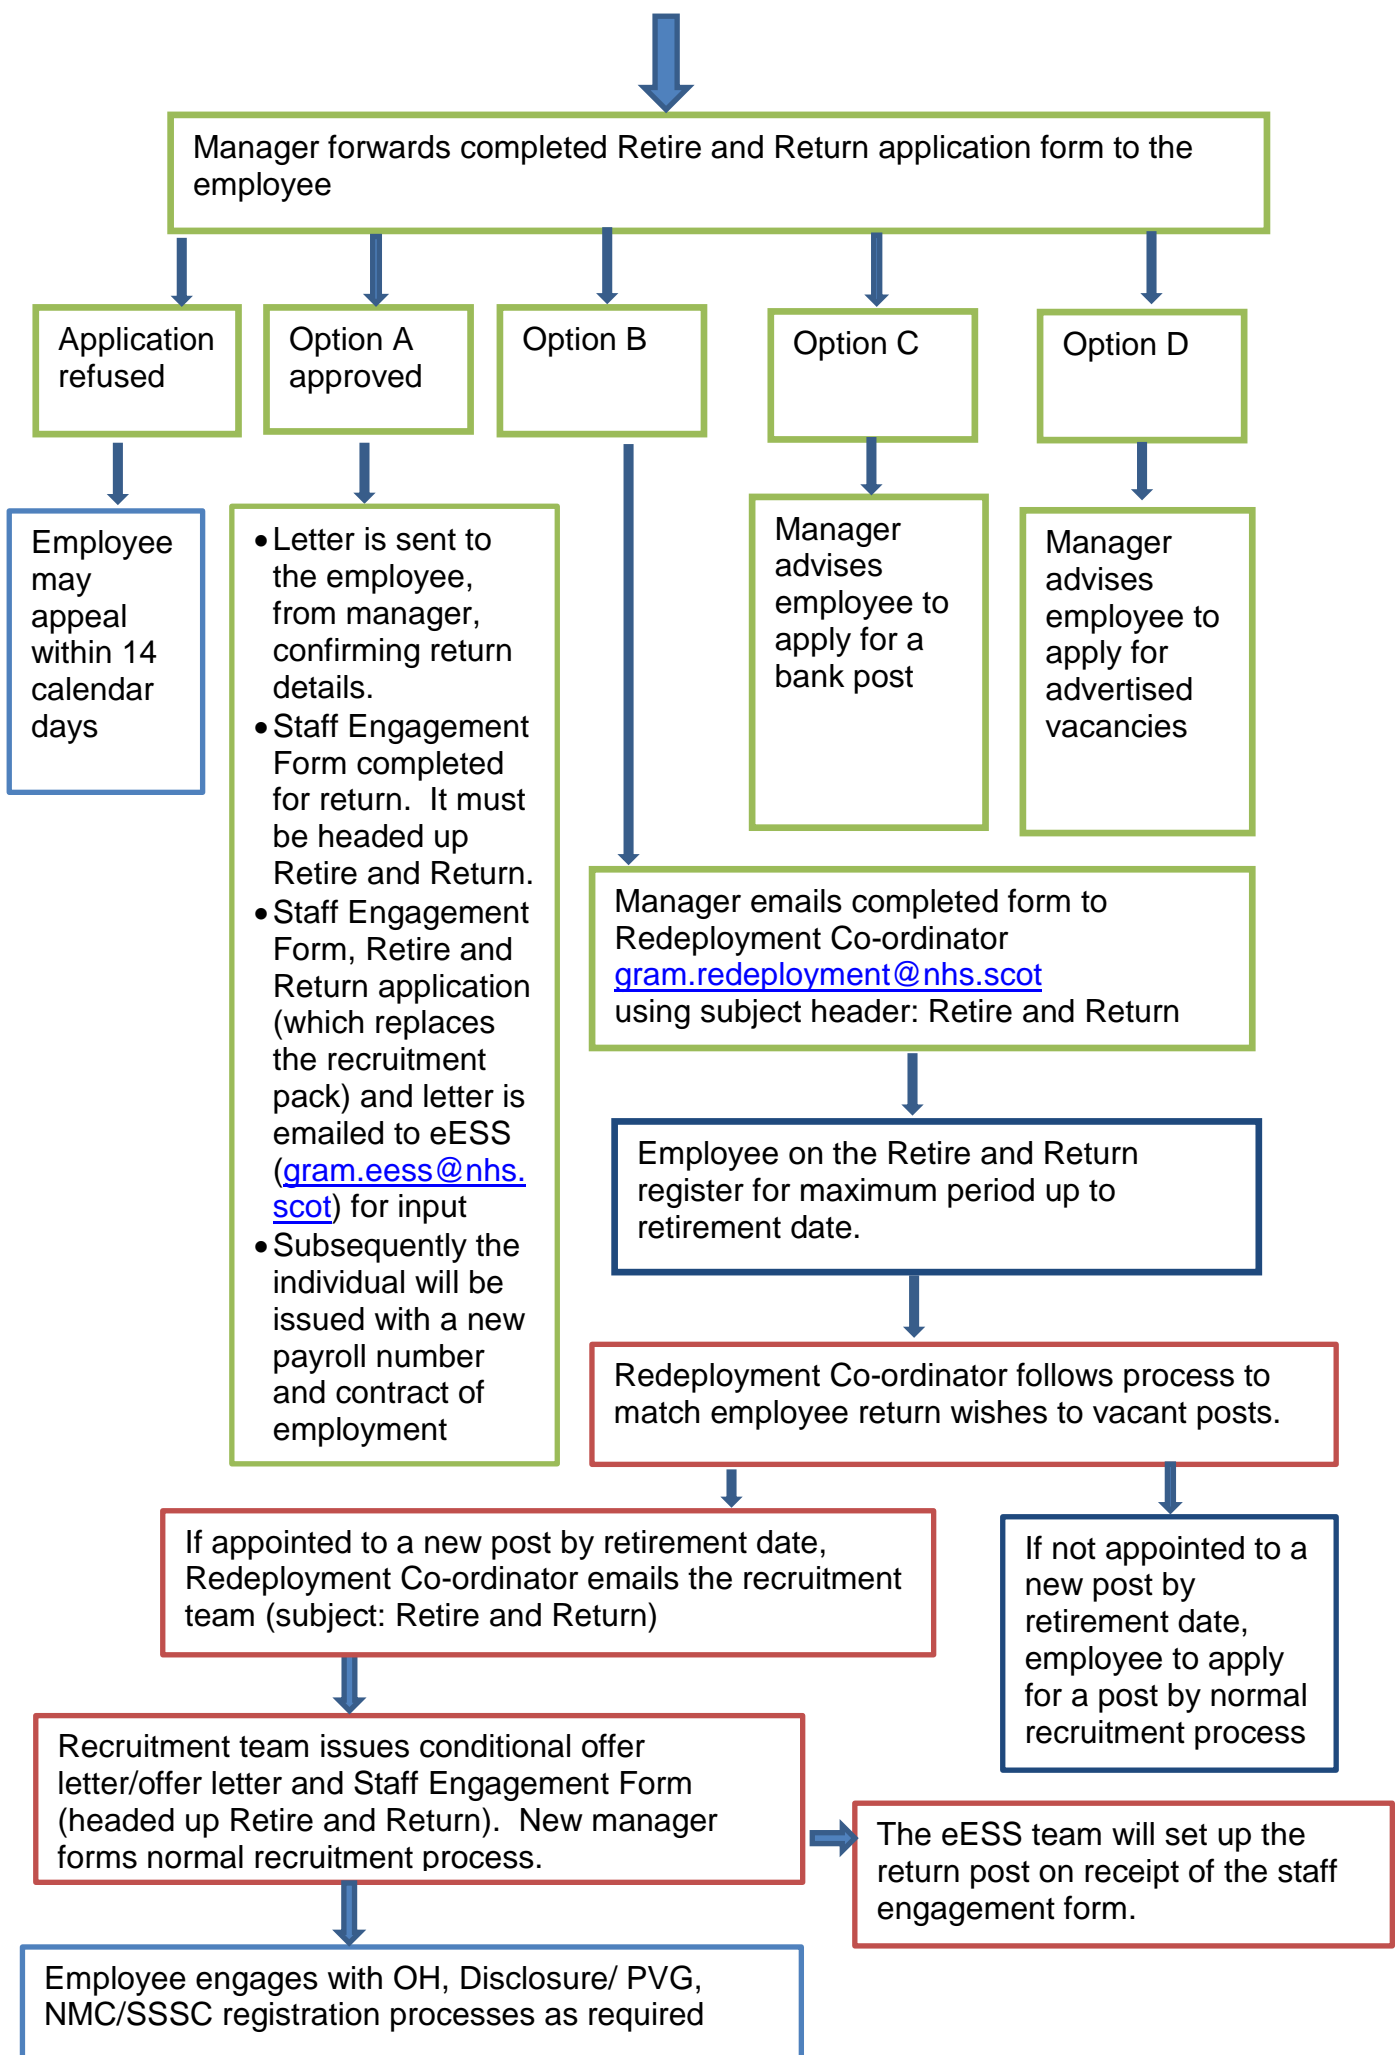 Manager forwards completed Retire and Return application form to the
employee
Application
refused
Option A
approved
Option B
Option C
Option D
Employee
may
appeal
within 14
calendar
days
•Letter is sent to
the employee,
from manager,
confirming return
details.
•Staff Engagement
Form completed
for return.  It must
be headed up
Retire and Return.
•Staff Engagement
Form, Retire and
Return application
(which replaces
the recruitment
pack) and letter is
emailed to eESS
(gram.eess@nhs.
scot) for input
•Subsequently the
individual will be
issued with a new
payroll number
and contract of
employment
Manager
advises
employee to
apply for a
bank post
Manager
advises
employee to
apply for
advertised
vacancies
Manager emails completed form to
Redeployment Co-ordinator
gram.redeployment@nhs.scot
using subject header: Retire and Return
Employee on the Retire and Return
register for maximum period up to
retirement date.
Redeployment Co-ordinator follows process to
match employee return wishes to vacant posts.
If appointed to a new post by retirement date,
Redeployment Co-ordinator emails the recruitment
team (subject: Retire and Return)
If not appointed to a
new post by
retirement date,
employee to apply
for a post by normal
recruitment process
Recruitment team issues conditional offer
letter/offer letter and Staff Engagement Form
(headed up Retire and Return).  New manager
forms normal recruitment process.
The eESS team will set up the
return post on receipt of the staff
engagement form.
Employee engages with OH, Disclosure/ PVG,
NMC/SSSC registration processes as required